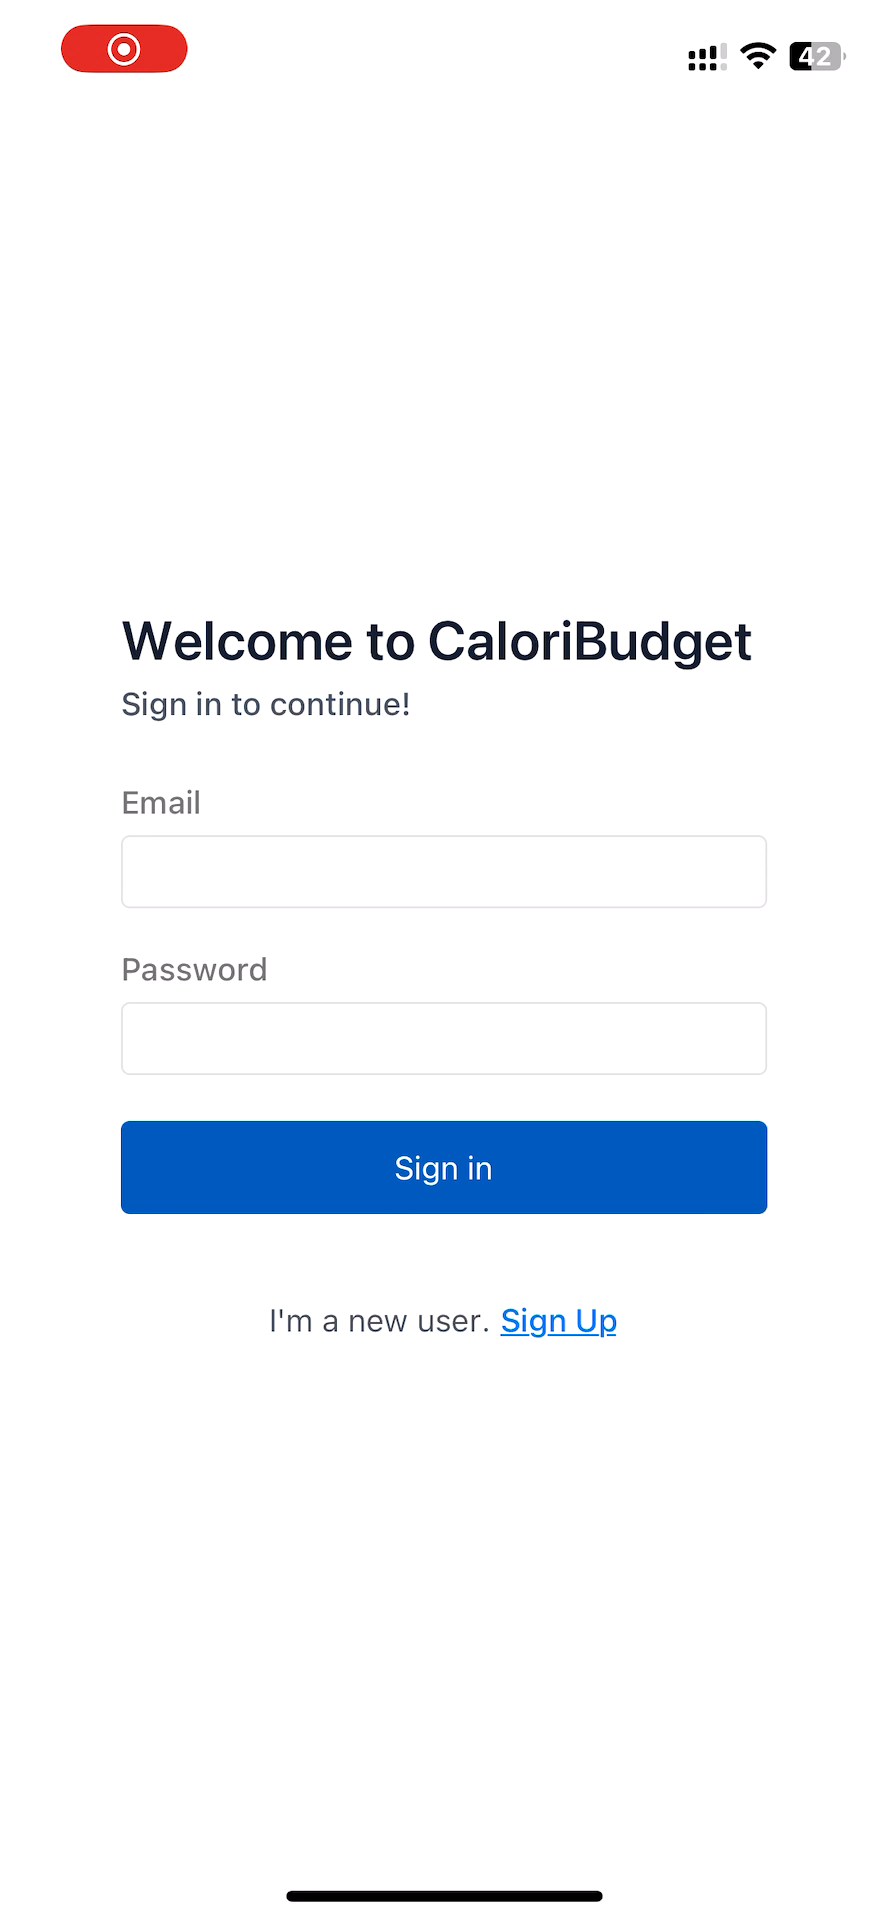 42
Welcome to CaloriBudget
Sign in to continue!
Email
Password
Sign in
I'm a new user. Sign Up